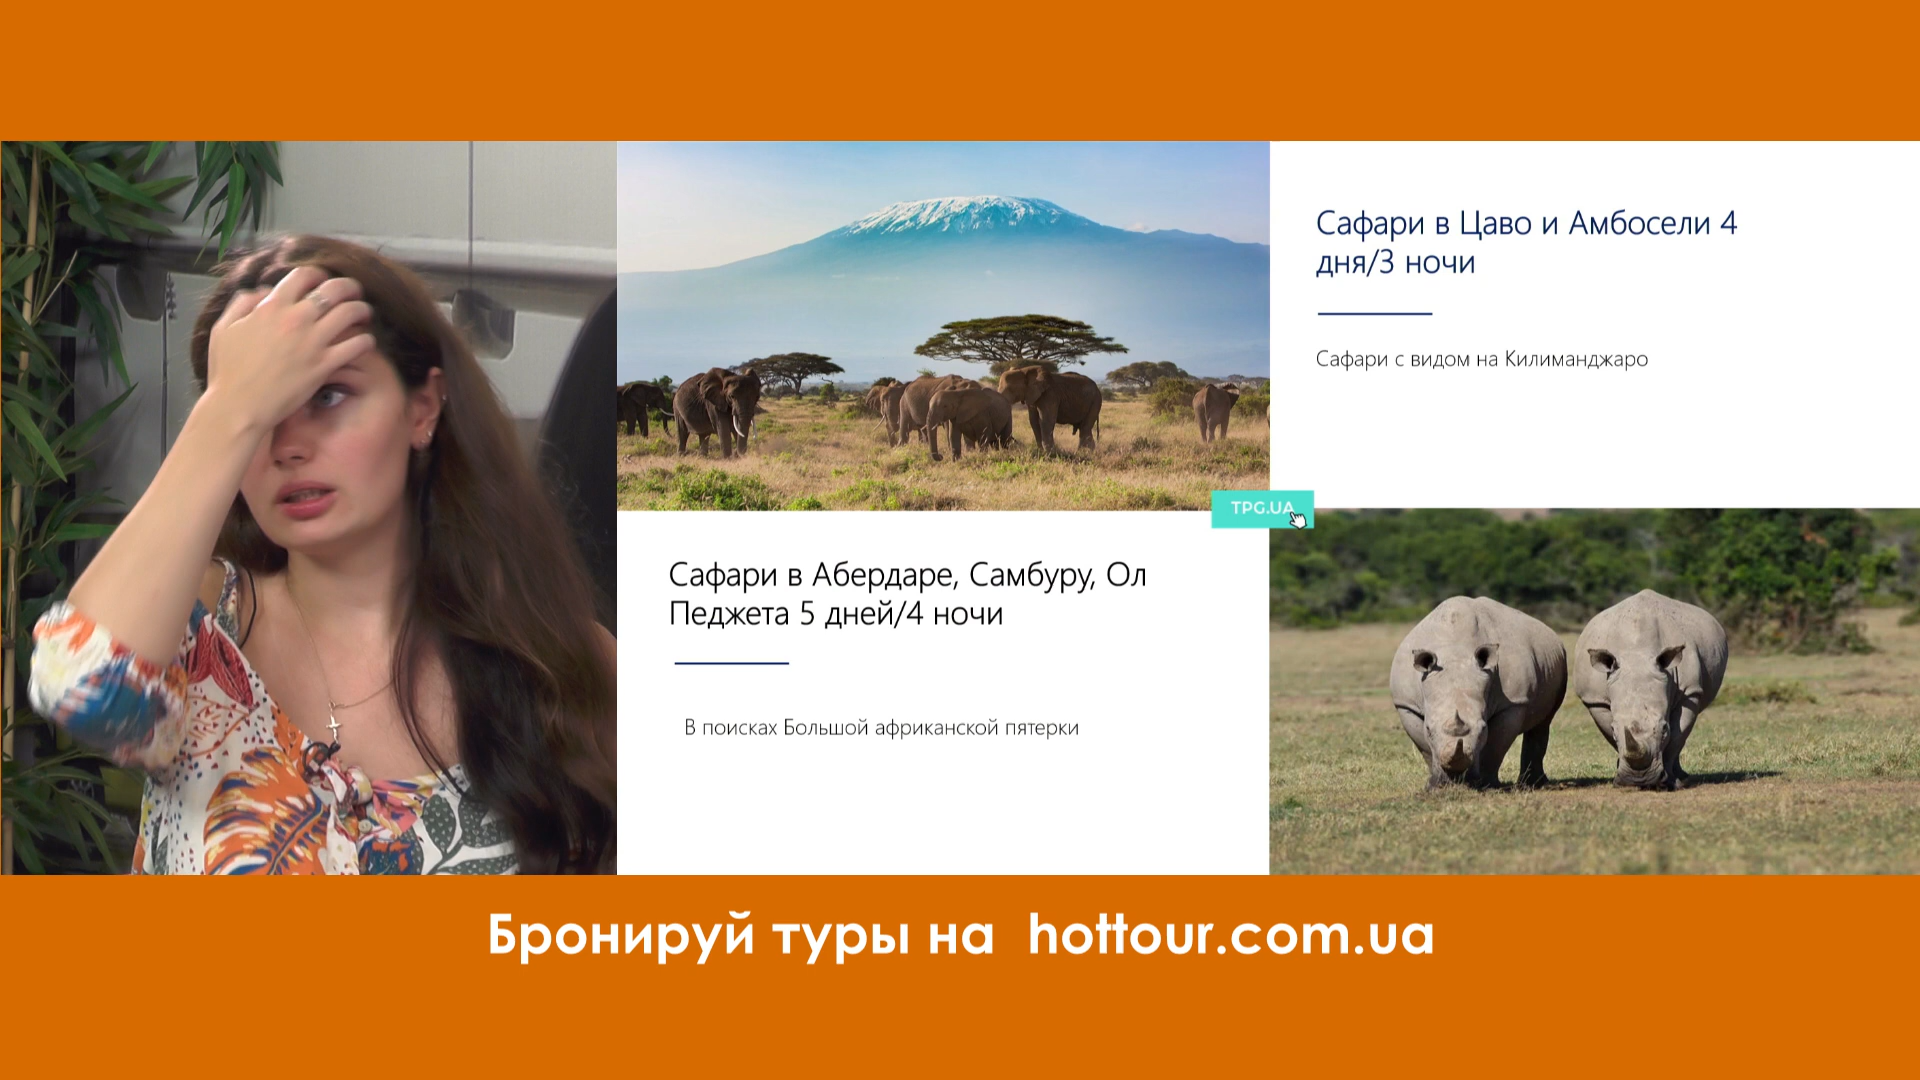 Сафари в Цаво и Амбосели 4
дня/3 ночи
Сафари с видом на Килиманджаро
TPG.UA
Сафари в Абердаре, Самбуру, Ол
Педжета 5 дней/4 ночи
В поисках Большой африканской пятерки
Бронируй туры на hottour.com.ua